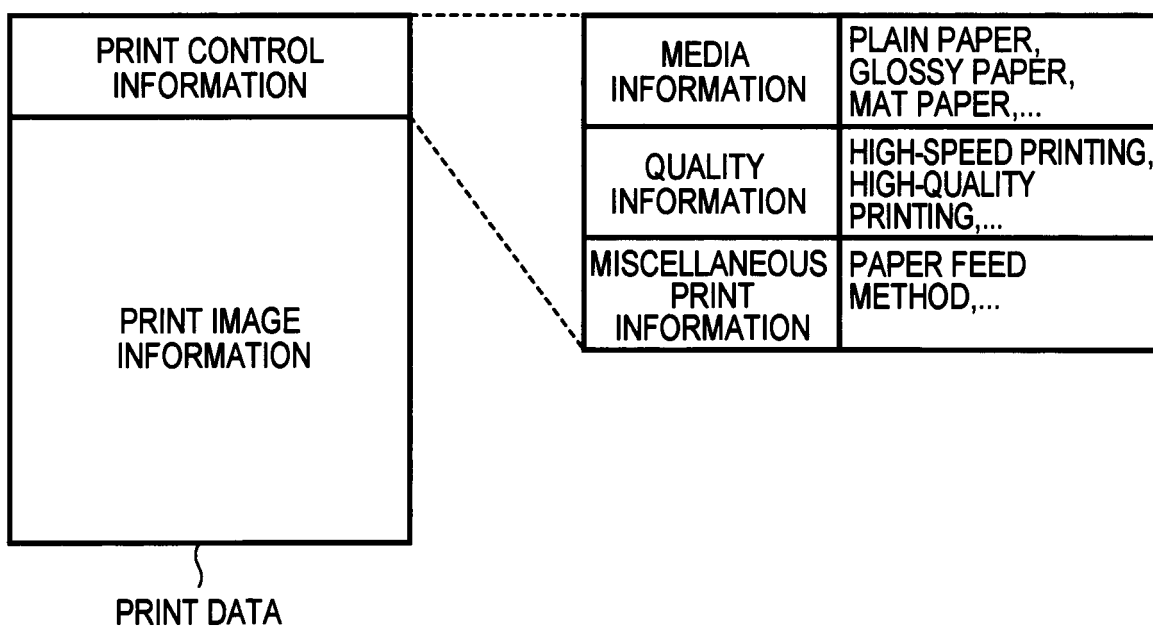 PRINT CONTROL
INFORMATION
PRINT IMAGE
INFORMATION
PRINT DATA
MEDIA
INFORMATION
PLAIN PAPER,
GLOSSY PAPER,
MAT PAPER,...
QUALITY
INFORMATION
HIGH-SPEED PRINTING,
HIGH-QUALITY
PRINTING,...
MISCELLANEOUS
PRINT
INFORMATION
PAPER FEED
METHOD,...